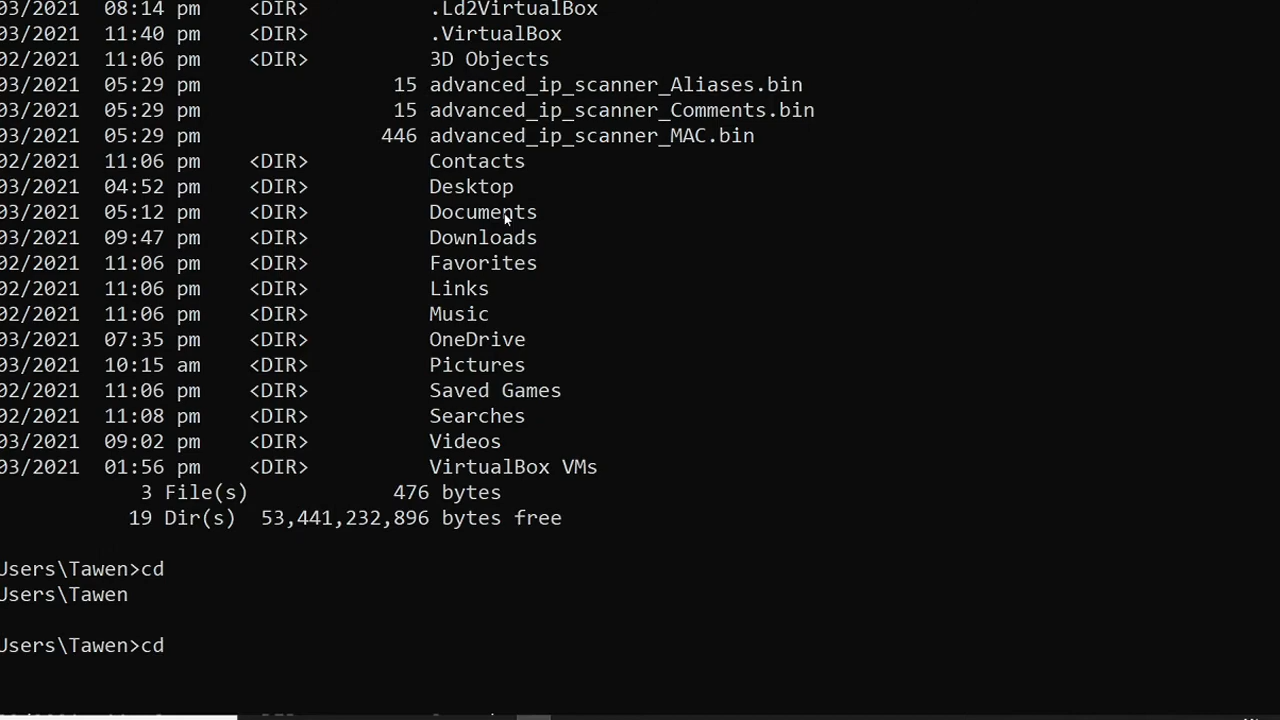 03/2021  08:14 pm    <DIR>          .Ld2VirtualBox
03/2021  11:40 pm    <DIR>          .VirtualBox
02/2021  11:06 pm    <DIR>          3D Objects
03/2021  05:29 pm                15 advanced_ip_scanner_Aliases.bin
03/2021  05:29 pm                15 advanced_ip_scanner_Comments.bin
03/2021  05:29 pm               446 advanced_ip_scanner_MAC.bin
02/2021  11:06 pm    <DIR>          Contacts
03/2021  04:52 pm    <DIR>          Desktop
03/2021  05:12 pm    <DIR>          Documents
03/2021  09:47 pm    <DIR>          Downloads
02/2021  11:06 pm    <DIR>          Favorites
02/2021  11:06 pm    <DIR>          Links
02/2021  11:06 pm    <DIR>          Music
03/2021  07:35 pm    <DIR>          OneDrive
03/2021  10:15 am    <DIR>          Pictures
02/2021  11:06 pm    <DIR>          Saved Games
02/2021  11:08 pm    <DIR>          Searches
03/2021  09:02 pm    <DIR>          Videos
03/2021  01:56 pm    <DIR>          VirtualBox VMs
3 File(s)            476 bytes
19 Dir(s)  53,441,232,896 bytes free
Users\Tawen>cd
Users\Tawen
Users\Tawen>cd